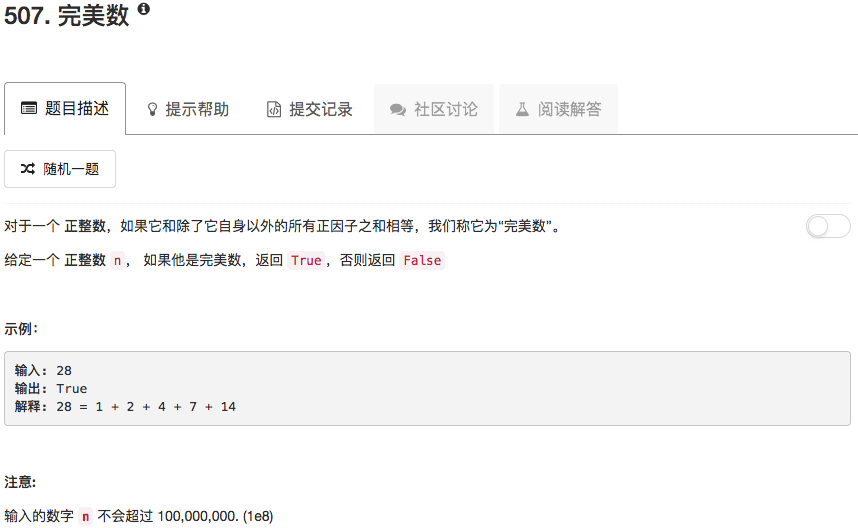 507. 完美数
题目描述 提示帮助 提交记录 社区讨论 阅读解答
随机一题
对于一个 正整数，如果它和除了它自身以外的所有正因子之和相等，我们称它为“完美数”。
给定一个 正整数 n， 如果他是完美数，返回 True，否则返回 False
示例：
输入: 28
输出: True
解释: 28 = 1 + 2 + 4 + 7 + 14
注意:
输入的数字 n 不会超过 100,000,000. (1e8)